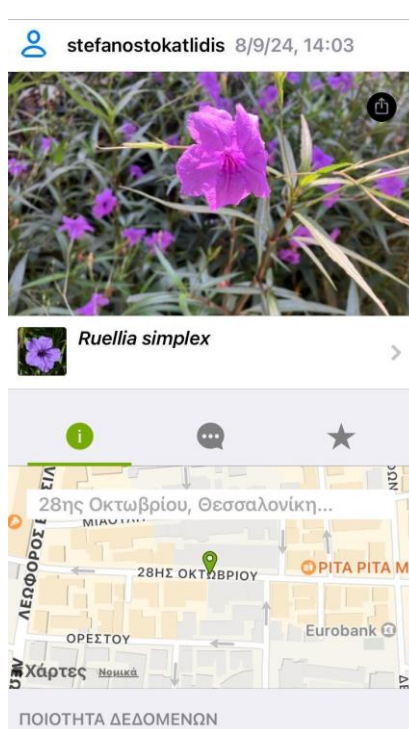 stefanostokatlidis 8/9/24, 14:03
Ruellia simplex
28ης Οκτωβρίου, Θεσσαλονίκη...
ΛΕΩΦΟΡΟΣ
28ΗΣ ΟΚΤΩΒΡΙΟΥ
PITA PITA M
Eurobank
ΟΡΕΣΤΟΥ
Χάρτες Νομικά
ΠΟΙΟΤΗΤΑ ΔΕΔΟΜΕΝΩΝ